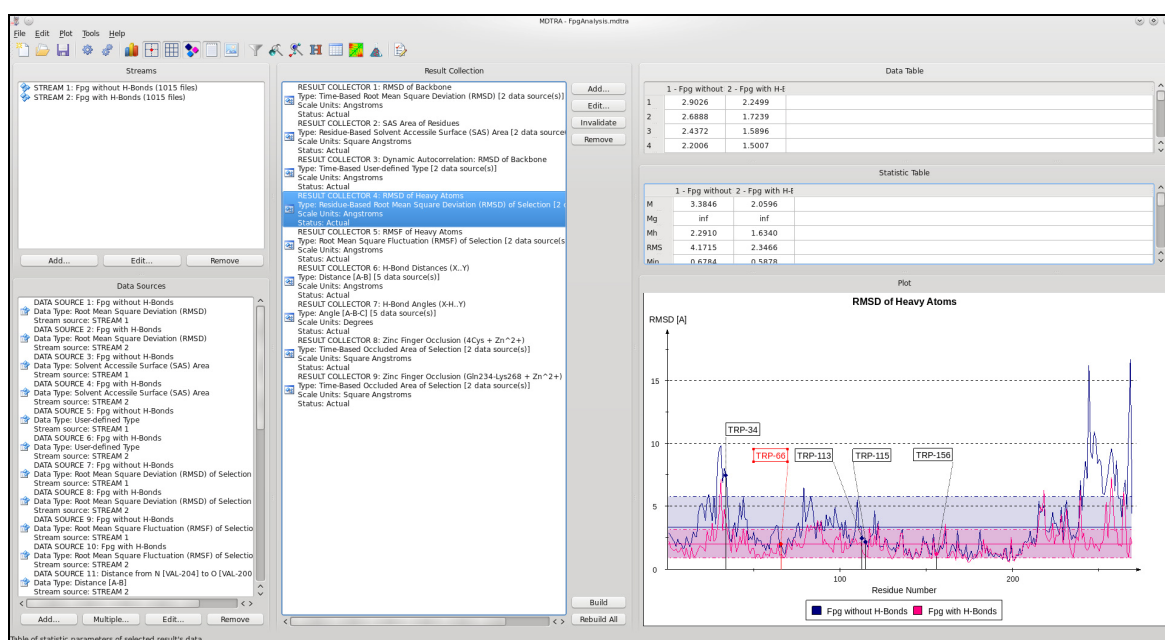 MDTRA - FpgAnalysis.mdtra
File Edit Plot Tools Help
Streams
STREAM 1: Fpg without H-Bonds (1015 files)
STREAM 2: Fpg with H-Bonds (1015 files)
Add... Edit... Remove
Data Sources
DATA SOURCE 1: Fpg without H-Bonds
Data Type: Root Mean Square Deviation (RMSD)
Stream source: STREAM 1
DATA SOURCE 2: Fpg with H-Bonds
Data Type: Root Mean Square Deviation (RMSD)
Stream source: STREAM 2
DATA SOURCE 3: Fpg without H-Bonds
Data Type: Solvent Accessile Surface (SAS) Area
Stream source: STREAM 1
DATA SOURCE 4: Fpg with H-Bonds
Data Type: Solvent Accessile Surface (SAS) Area
Stream source: STREAM 2
DATA SOURCE 5: Fpg without H-Bonds
Data Type: User-defined Type
Stream source: STREAM 1
DATA SOURCE 6: Fpg with H-Bonds
Data Type: User-defined Type
Stream source: STREAM 2
DATA SOURCE 7: Fpg without H-Bonds
Data Type: Root Mean Square Deviation (RMSD) of Selection
Stream source: STREAM 1
DATA SOURCE 8: Fpg with H-Bonds
Data Type: Root Mean Square Deviation (RMSD) of Selection
Stream source: STREAM 2
DATA SOURCE 9: Fpg without H-Bonds
Data Type: Root Mean Square Fluctuation (RMSF) of Selectio
Stream source: STREAM 1
DATA SOURCE 10: Fpg with H-Bonds
Data Type: Root Mean Square Fluctuation (RMSF) of Selectio
Stream source: STREAM 2
DATA SOURCE 11: Distance from N [VAL-204] to O [VAL-200
Data Type: Distance [A-B]
Stream source: STREAM 2
Add... Multiple... Edit... Remove
Table of statistic parameters of selected result's data
Result Collection
RESULT COLLECTOR 1: RMSD of Backbone
Type: Time-Based Root Mean Square Deviation (RMSD) [2 data source(s)]
Scale Units: Angstroms
Status: Actual
RESULT COLLECTOR 2: SAS Area of Residues
Type: Residue-Based Solvent Accessile Surface (SAS) Area [2 data source
Scale Units: Square Angstroms
Status: Actual
RESULT COLLECTOR 3: Dynamic Autocorrelation: RMSD of Backbone
Type: Time-Based User-defined Type [2 data source(s)]
Scale Units: Angstroms
Status: Actual
RESULT COLLECTOR 4: RMSD of Heavy Atoms
Type: Residue-Based Root Mean Square Deviation (RMSD) of Selection [2
Scale Units: Angstroms
Status: Actual
RESULT COLLECTOR 5: RMSF of Heavy Atoms
Type: Root Mean Square Fluctuation (RMSF) of Selection [2 data source(s
Scale Units: Angstroms
Status: Actual
RESULT COLLECTOR 6: H-Bond Distances (X..Y)
Type: Distance [A-B] [5 data source(s)]
Scale Units: Angstroms
Status: Actual
RESULT COLLECTOR 7: H-Bond Angles (X-H..Y)
Type: Angle [A-B-C] [5 data source(s)]
Scale Units: Degrees
Status: Actual
RESULT COLLECTOR 8: Zinc Finger Occlusion (4Cys + Zn^2+)
Type: Time-Based Occluded Area of Selection [2 data source(s)]
Scale Units: Square Angstroms
Status: Actual
RESULT COLLECTOR 9: Zinc Finger Occlusion (Gln234-Lys268 + Zn^2+)
Type: Time-Based Occluded Area of Selection [2 data source(s)]
Scale Units: Square Angstroms
Status: Actual
Add...
Edit...
Invalidate
Remove
Build
Rebuild All
Data Table
1 - Fpg without 2 - Fpg with H-E
1 2.9026 2.2499
2 2.6888 1.7239
3 2.4372 1.5896
4 2.2006 1.5007
Statistic Table
1 - Fpg without 2 - Fpg with H-E
M 3.3846 2.0596
Mg inf inf
Mh 2.2910 1.6340
RMS 4.1715 2.3466
Min 0.6784 0.5878
Plot
RMSD of Heavy Atoms
RMSD [A]
15
10
5
0
TRP-34
TRP-66 TRP-113 TRP-115 TRP-156
100 200
Residue Number
Fpg without H-Bonds Fpg with H-Bonds